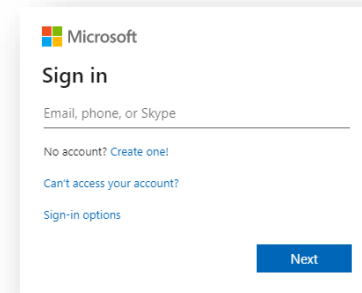 Microsoft
Sign in
Email, phone, or Skype
No account? Create one!
Can't access your account?
Sign-in options
Next